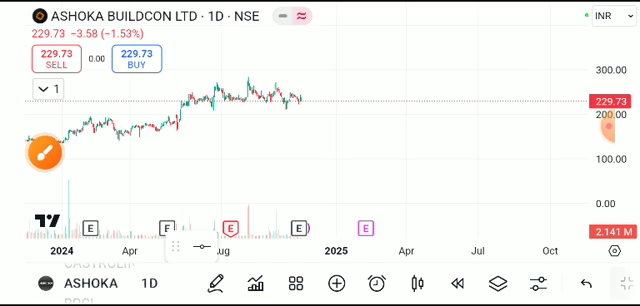 ASHOKA BUILDCON LTD · 1D · NSE
INR
229.73 −3.58 (−1.53%)
229.73
SELL
0.00
229.73
BUY
1
300.00
229.73
200.00
100.00
0.00
2.141 M
E
E
E
E
2024
Apr
Aug
2025
Apr
Jul
Oct
ASHOKA
1D